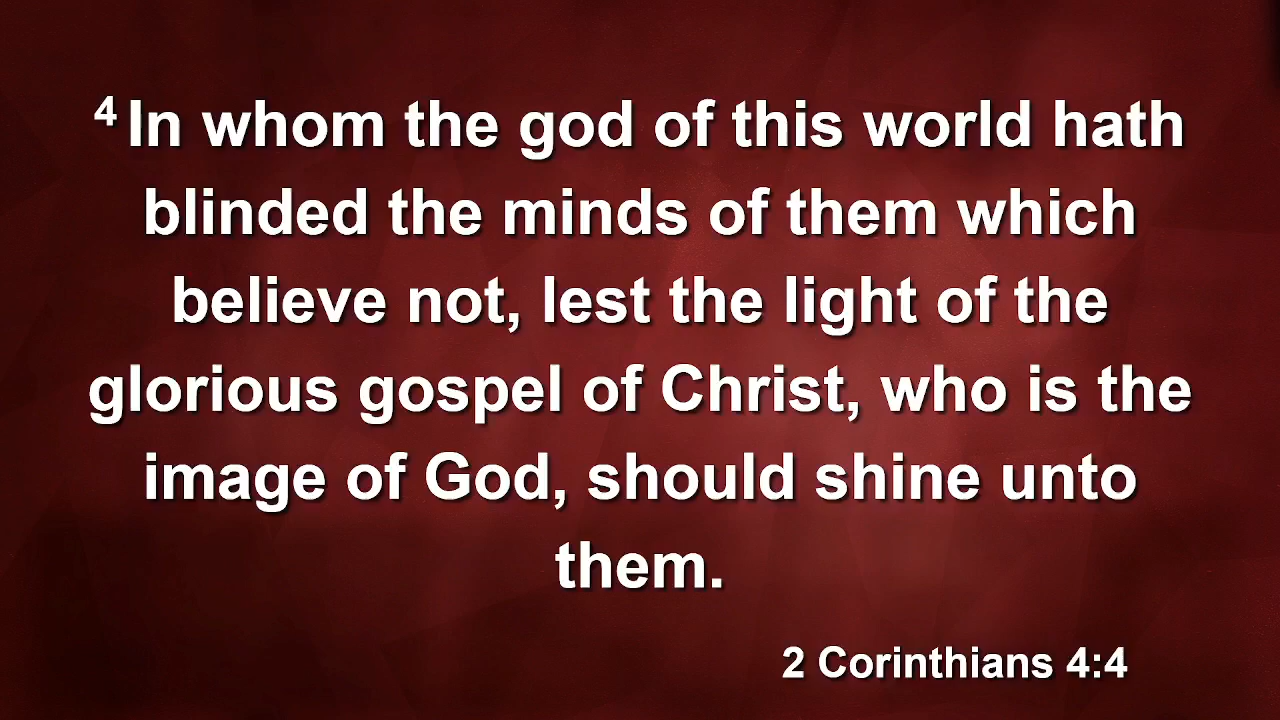 4 In whom the god of this world hath
blinded the minds of them which
believe not, lest the light of the
glorious gospel of Christ, who is the
image of God, should shine unto
them.
2 Corinthians 4:4